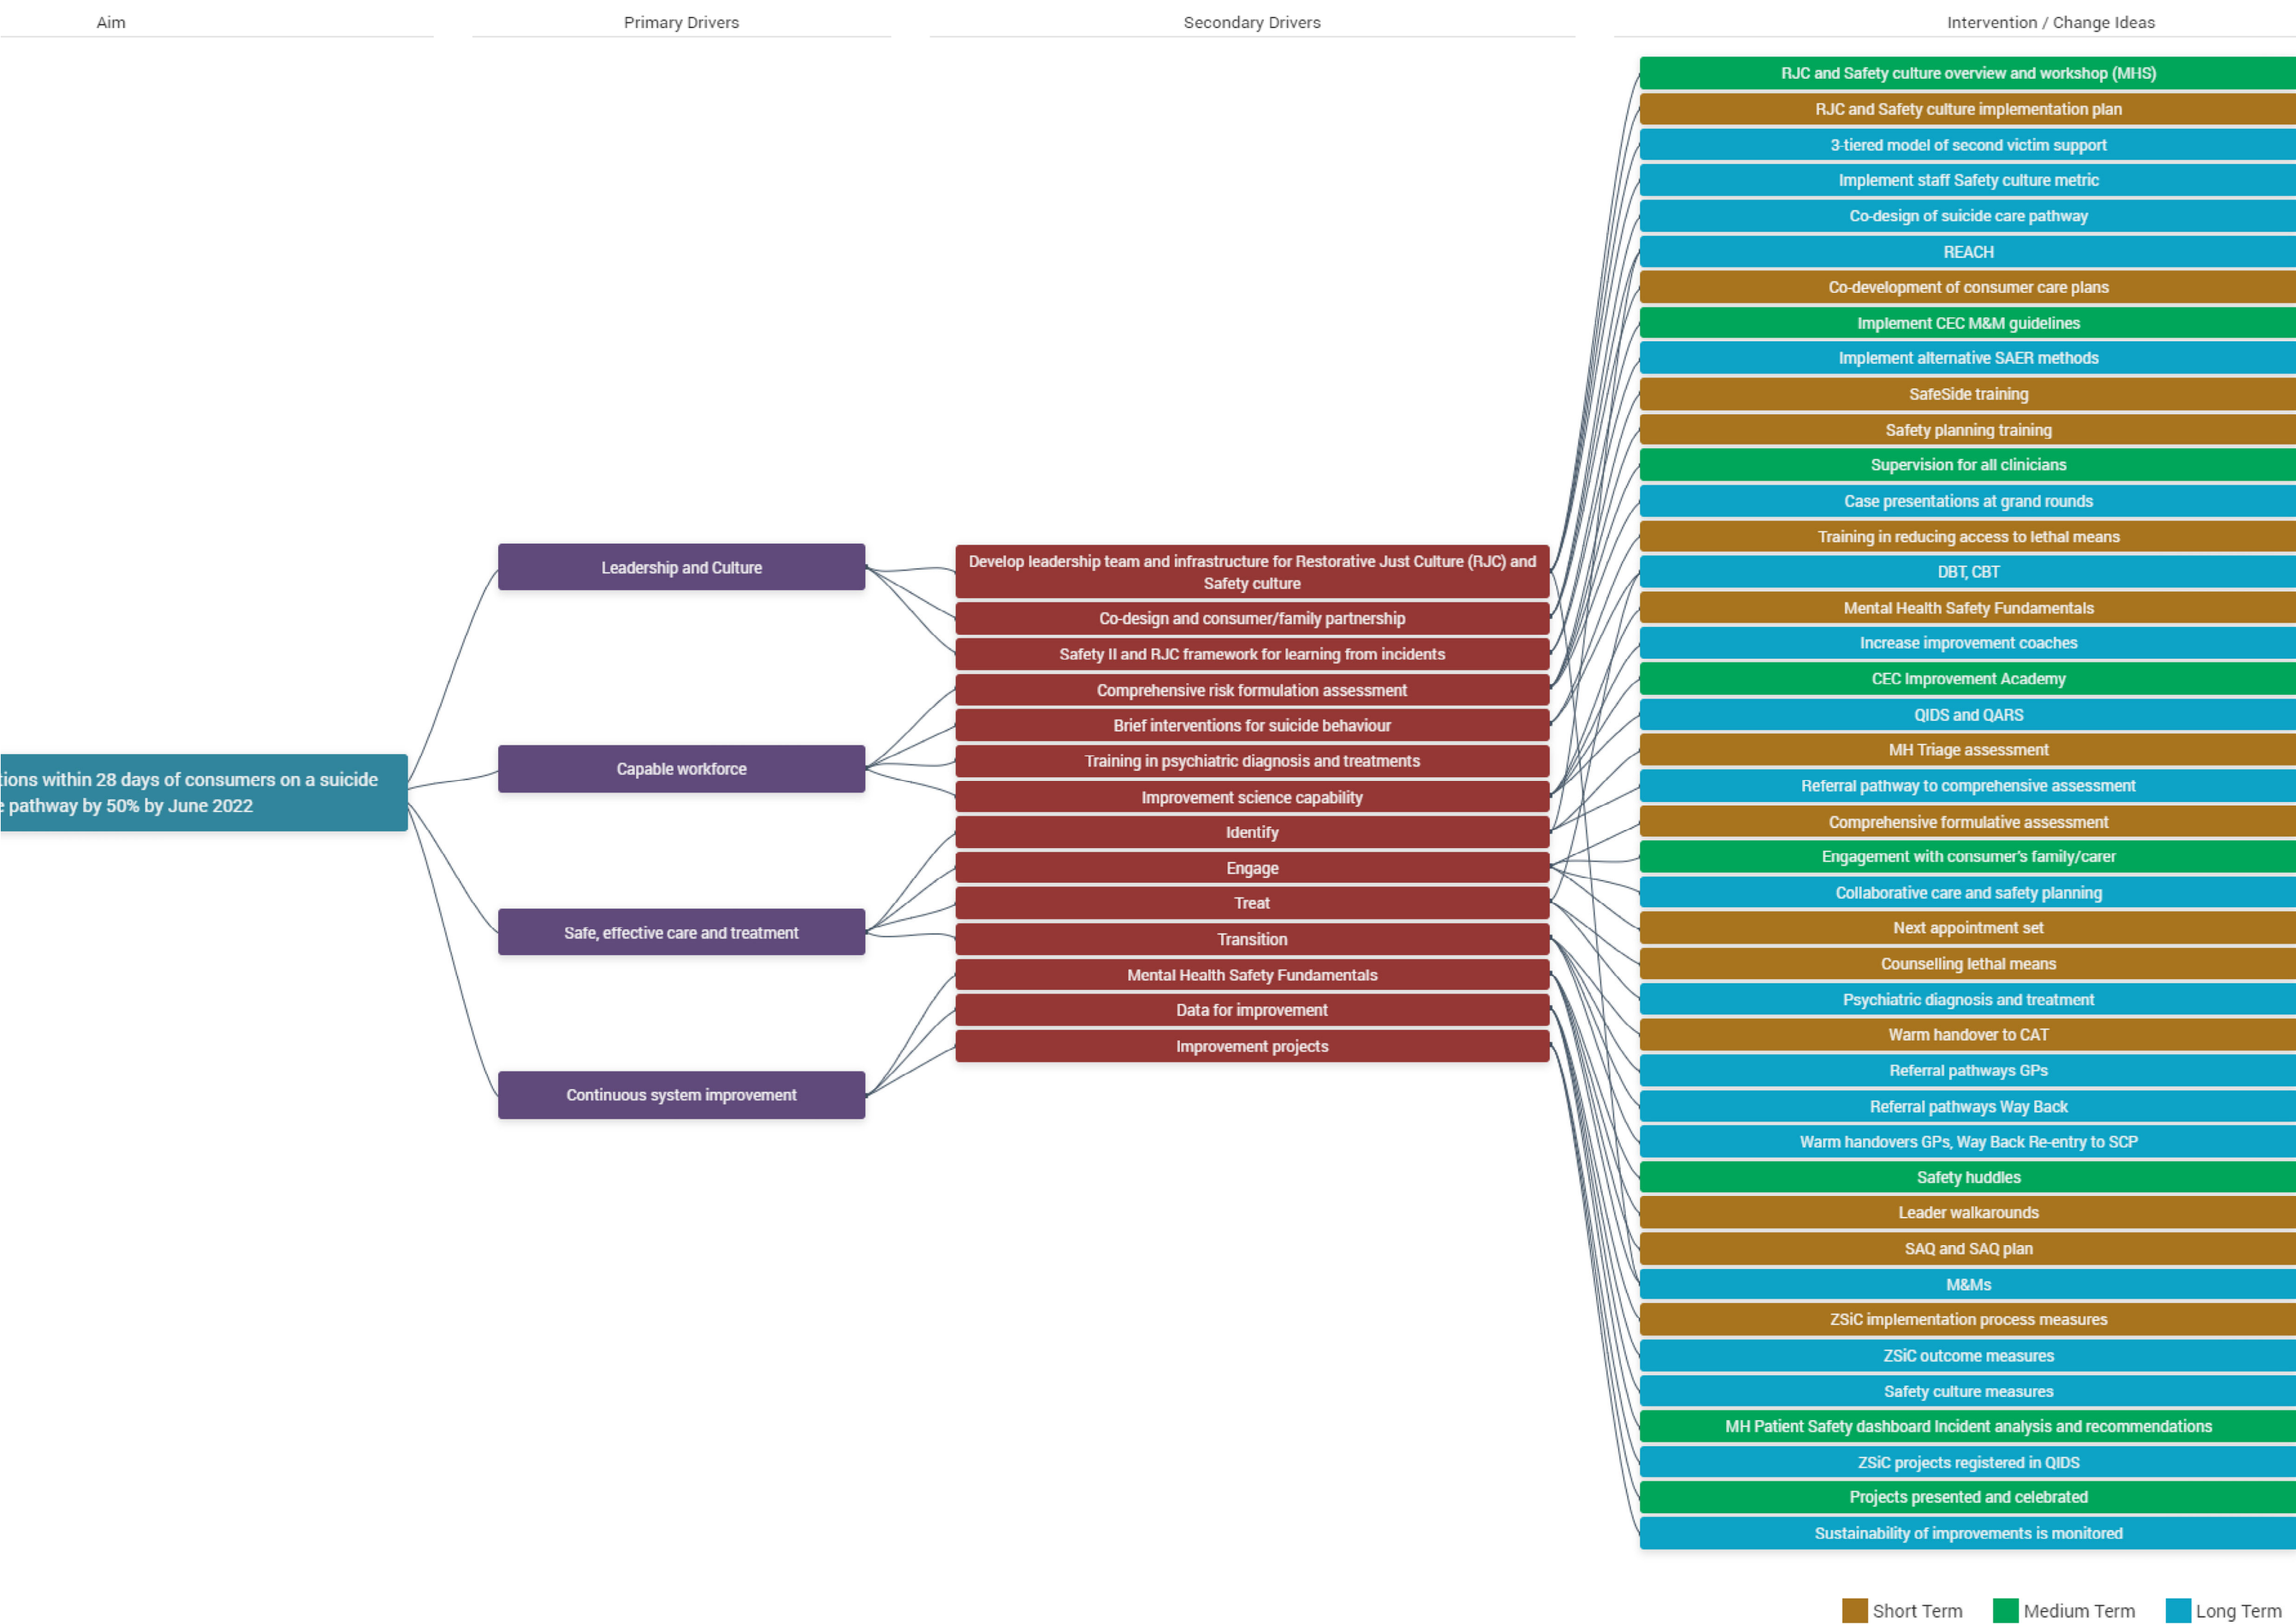 Aim
Primary Drivers
Secondary Drivers
Intervention / Change Ideas
within 28 days of consumers on a suicide
pathway by 50% by June 2022
Leadership and Culture
Capable workforce
Safe, effective care and treatment
Continuous system improvement
Develop leadership team and infrastructure for Restorative Just Culture (RJC) and
Safety culture
Co-design and consumer/family partnership
Safety II and RJC framework for learning from incidents
Comprehensive risk formulation assessment
Brief interventions for suicide behaviour
Training in psychiatric diagnosis and treatments
Improvement science capability
Identify
Engage
Treat
Transition
Mental Health Safety Fundamentals
Data for improvement
Improvement projects
RJC and Safety culture overview and workshop (MHS)
RJC and Safety culture implementation plan
3-tiered model of second victim support
Implement staff Safety culture metric
Co-design of suicide care pathway
REACH
Co-development of consumer care plans
Implement CEC M&M guidelines
Implement alternative SAER methods
SafeSide training
Safety planning training
Supervision for all clinicians
Case presentations at grand rounds
Training in reducing access to lethal means
DBT, CBT
Mental Health Safety Fundamentals
Increase improvement coaches
CEC Improvement Academy
QIDS and QARS
MH Triage assessment
Referral pathway to comprehensive assessment
Comprehensive formulative assessment
Engagement with consumer's family/carer
Collaborative care and safety planning
Next appointment set
Counselling lethal means
Psychiatric diagnosis and treatment
Warm handover to CAT
Referral pathways GPs
Referral pathways Way Back
Warm handovers GPs, Way Back Re-entry to SCP
Safety huddles
Leader walkarounds
SAQ and SAQ plan
M&Ms
ZSiC implementation process measures
ZSiC outcome measures
Safety culture measures
MH Patient Safety dashboard Incident analysis and recommendations
ZSiC projects registered in QIDS
Projects presented and celebrated
Sustainability of improvements is monitored
Short Term
Medium Term
Long Term